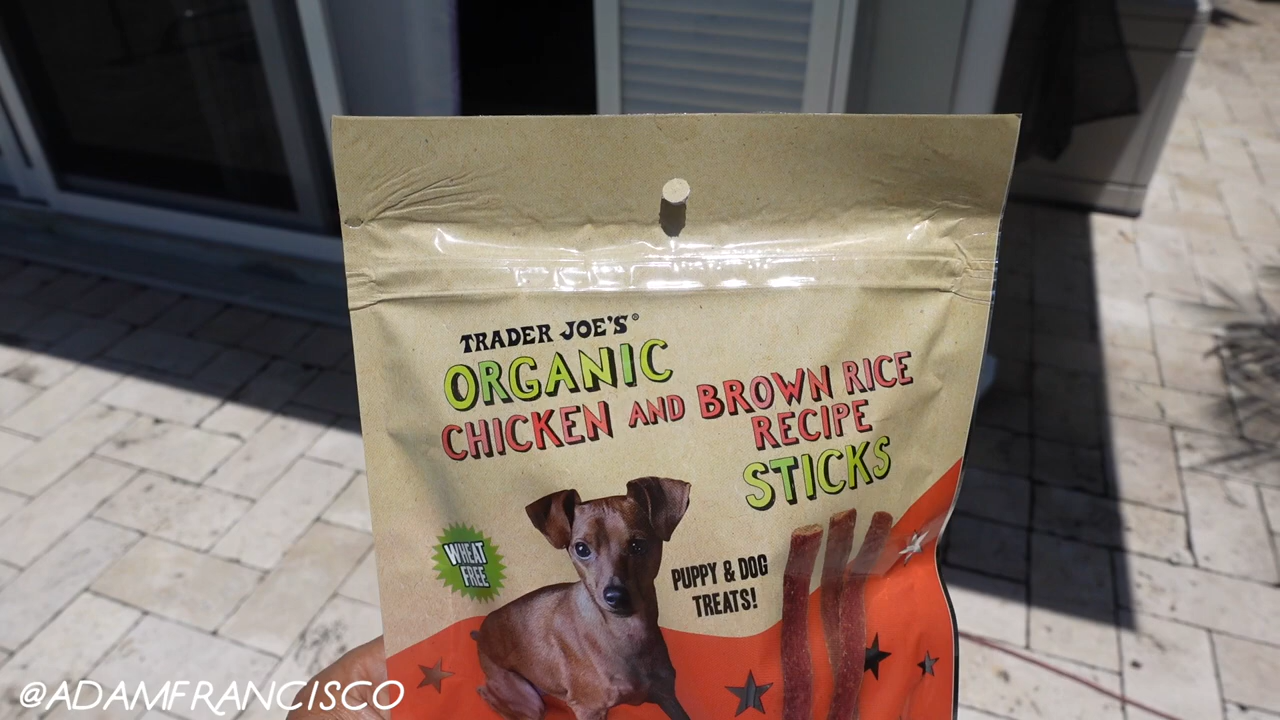 TRADER JOE'S®
ORGANIC
CHICKEN AND BROWN RICE
RECIPE
STICKS
WHEAT
FREE
PUPPY & DOG
TREATS!
@ADAMFRANCISCO